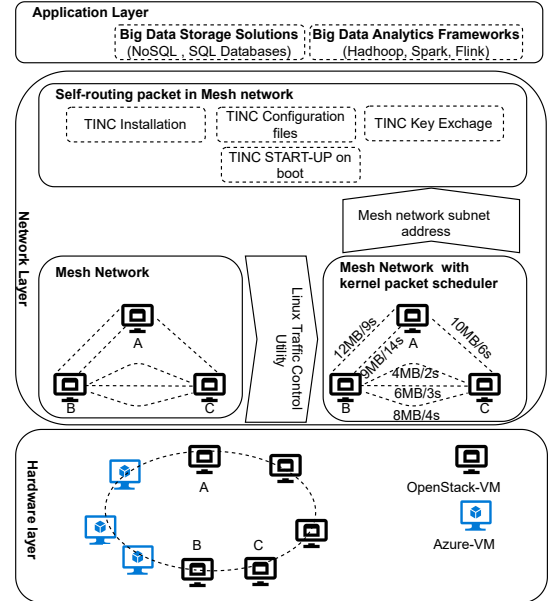 Application Layer
Big Data Storage Solutions
(NoSQL , SQL Databases)
Big Data Analytics Frameworks
(Hadhoop, Spark, Flink)
Network Layer
Self-routing packet in Mesh network
TINC Installation
TINC Configuration
files
TINC Key Exchage
TINC START-UP on
boot
Mesh network subnet
address
Mesh Network
A
B
C
Linux Traffic Control
Utility
Mesh Network with
kernel packet scheduler
A
12MB/9s
9MB/14s
10MB/6s
4MB/2s
6MB/3s
8MB/4s
B
C
Hardware layer
A
B
C
OpenStack-VM
Azure-VM